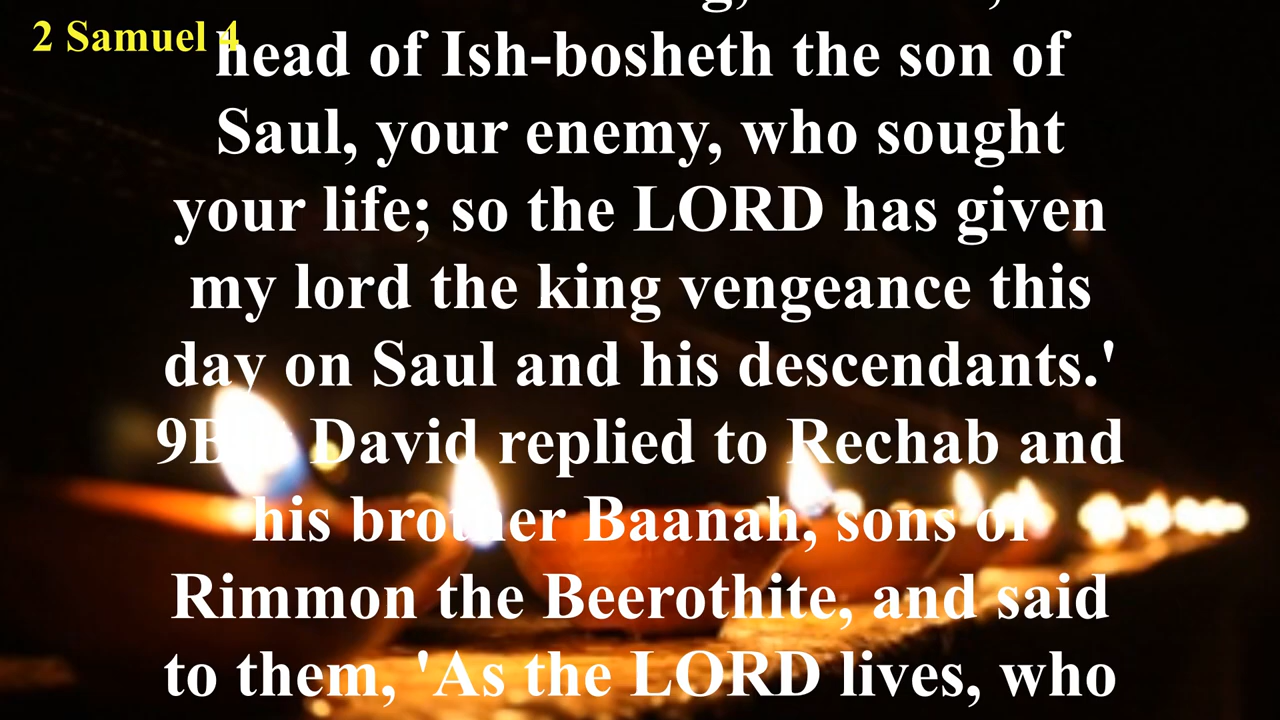 2 Samuel 4
head of Ish-bosheth the son of
Saul, your enemy, who sought
your life; so the LORD has given
my lord the king vengeance this
day on Saul and his descendants.'
David replied to Rechab and
his brother Baanah, sons of
Rimmon the Beerothite, and said
to them, 'As the LORD lives, who